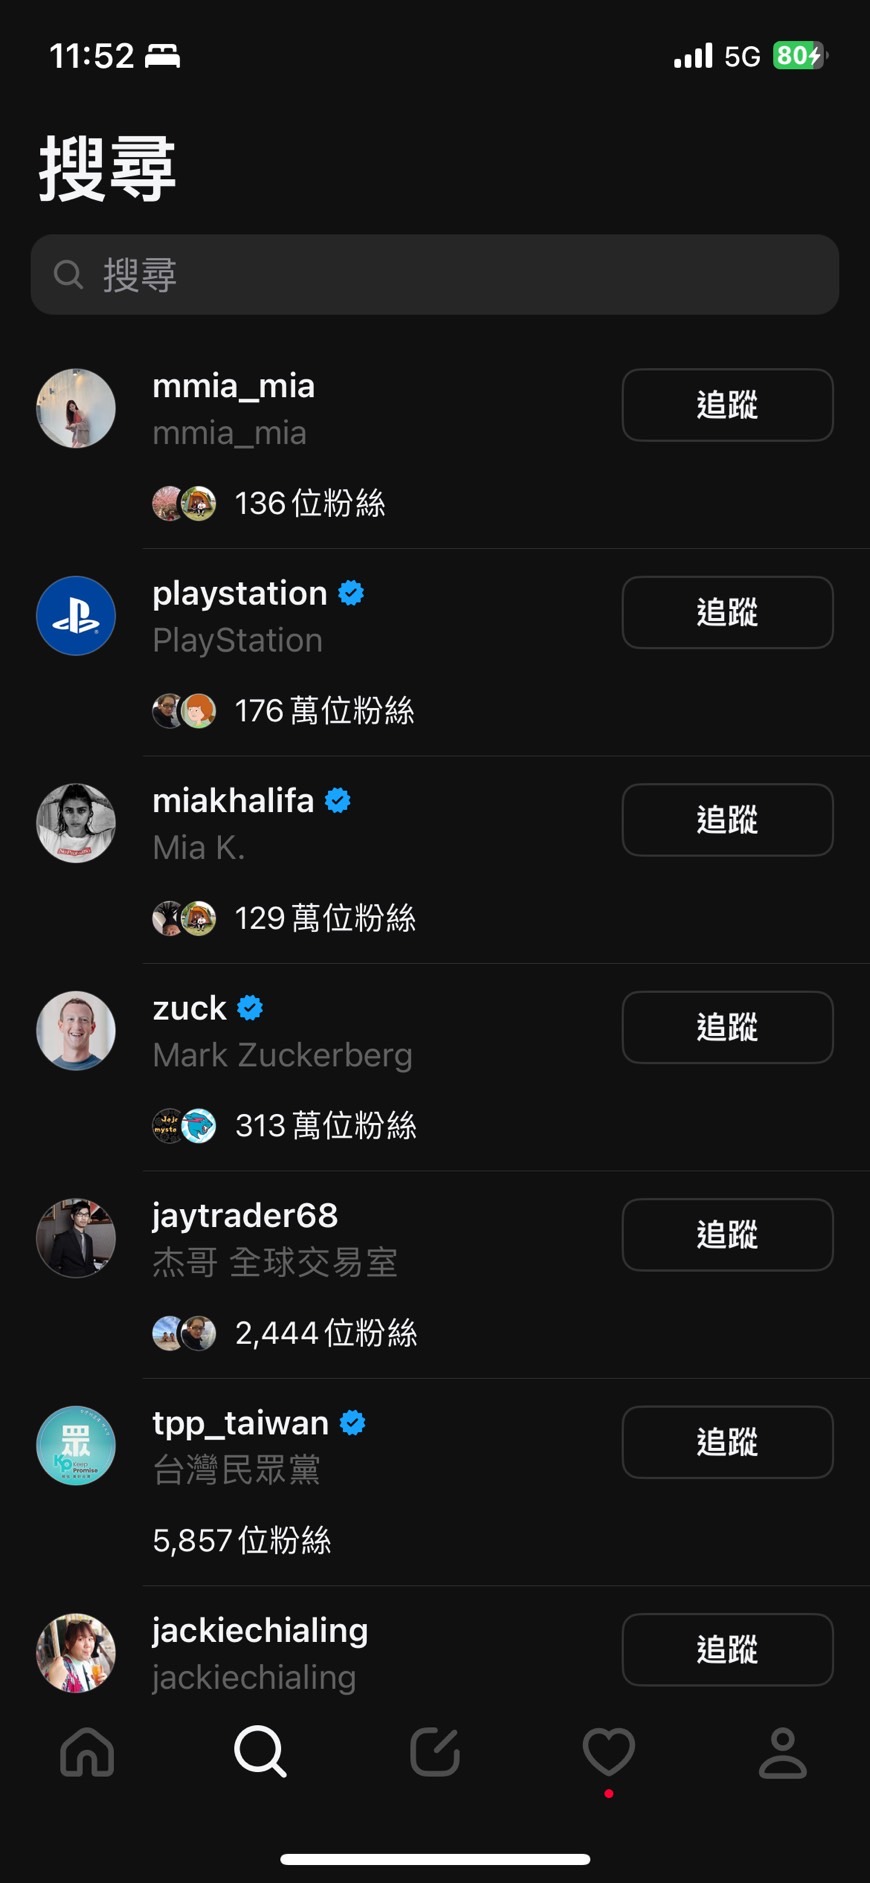 11:52
5G
80
搜尋
搜尋
mmia_mia
追蹤
mmia_mia
136 位粉絲
playstation
追蹤
PlayStation
176 萬位粉絲
miakhalifa
追蹤
Mia K.
129 萬位粉絲
zuck
追蹤
Mark Zuckerberg
313 萬位粉絲
jaytrader68
追蹤
杰哥 全球交易室
2,444 位粉絲
tpp_taiwan
追蹤
台灣民眾黨
眾
KP Keep
Promise
5,857 位粉絲
jackiechialing
追蹤
jackiechialing